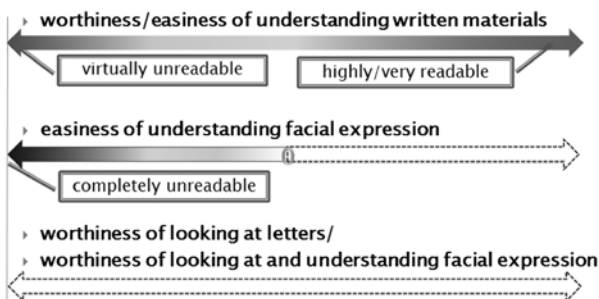 worthiness/easiness of understanding written materials
virtually unreadable
highly/very readable
easiness of understanding facial expression
0
completely unreadable
worthiness of looking at letters/
worthiness of looking at and understanding facial expression